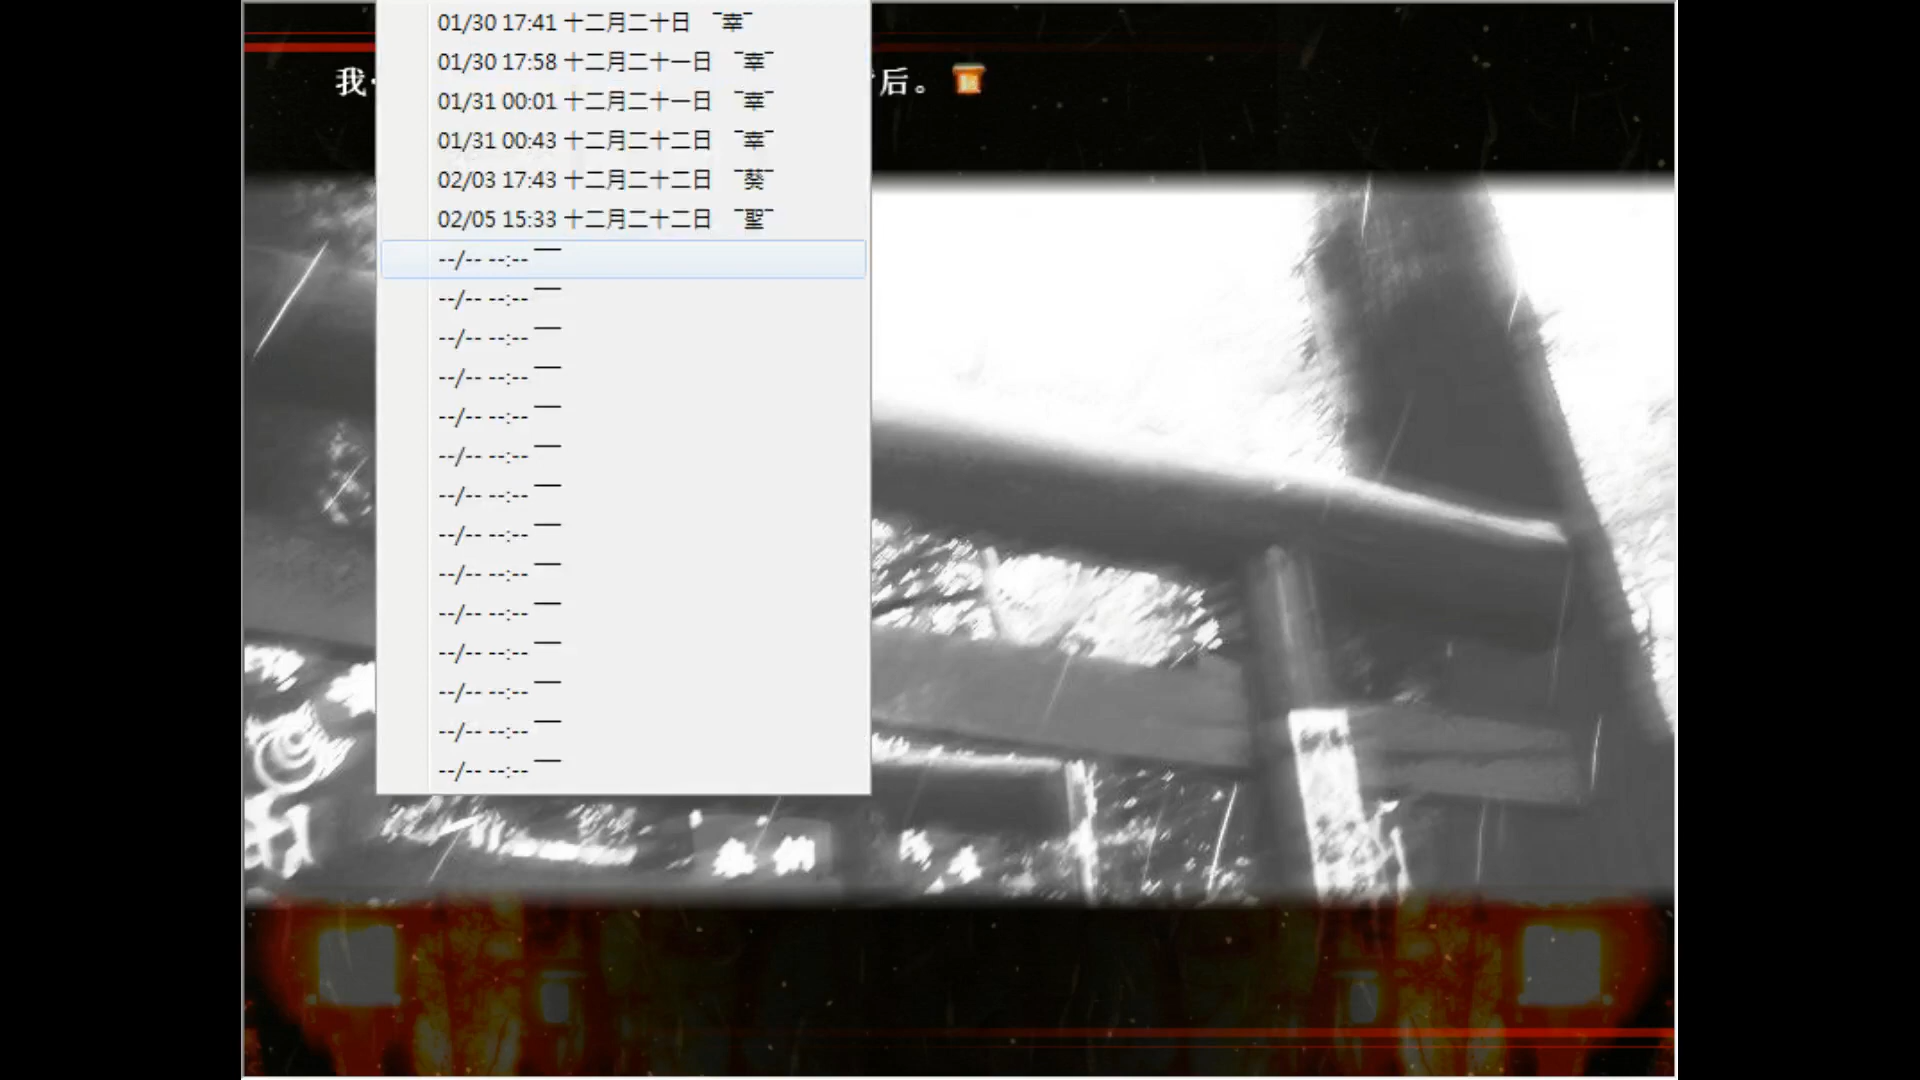 01/30 17:41 十二月二十日 ¯幸¯
01/30 17:58 十二月二十一日 ¯幸¯
我
后。
01/31 00:01 十二月二十一日 ¯幸¯
01/31 00:43 十二月二十二日 ¯幸¯
02/03 17:43 十二月二十二日 ¯葵¯
02/05 15:33 十二月二十二日 ¯聖¯
--/-- --:-- ¯¯
--/-- --:-- ¯¯
--/-- --:-- ¯¯
--/-- --:-- ¯¯
--/-- --:-- ¯¯
--/-- --:-- ¯¯
--/-- --:-- ¯¯
--/-- --:-- ¯¯
--/-- --:-- ¯¯
--/-- --:-- ¯¯
--/-- --:-- ¯¯
--/-- --:-- ¯¯
--/-- --:-- ¯¯
--/-- --:-- ¯¯